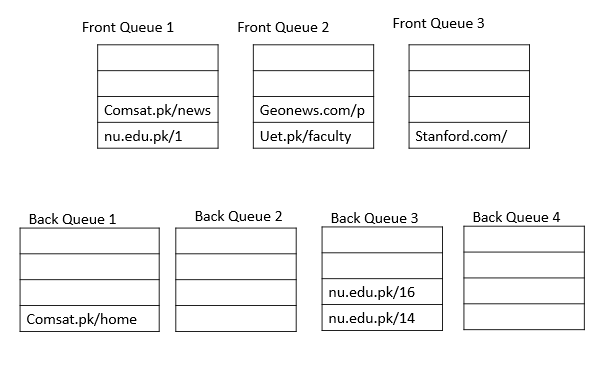 Front Queue 1
Front Queue 2
Front Queue 3
Comsat.pk/news
Geonews.com/p
nu.edu.pk/1
Uet.pk/faculty
Stanford.com/
Back Queue 1
Back Queue 2
Back Queue 3
Back Queue 4
nu.edu.pk/16
Comsat.pk/home
nu.edu.pk/14